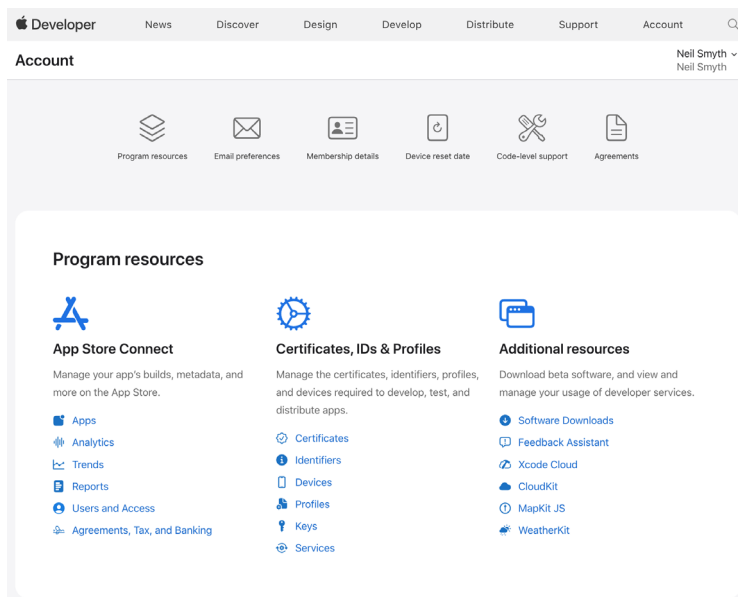 Developer
News
Discover
Design
Develop
Distribute
Support
Account
Account
Neil Smyth
Neil Smyth
Program resources
Email preferences
Membership details
Device reset date
Code-level support
Agreements
Program resources
App Store Connect
Manage your app's builds, metadata, and
more on the App Store.
Apps
Analytics
Trends
Reports
Users and Access
Agreements, Tax, and Banking
Certificates, IDs & Profiles
Manage the certificates, identifiers, profiles,
and devices required to develop, test, and
distribute apps.
Certificates
Identifiers
Devices
Profiles
Keys
Services
Additional resources
Download beta software, and view and
manage your usage of developer services.
Software Downloads
Feedback Assistant
Xcode Cloud
CloudKit
MapKit JS
WeatherKit